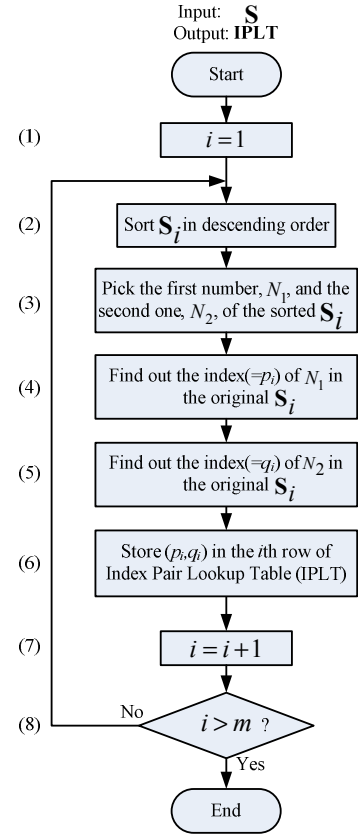 Input: S
Output: IPLT
Start
(1) i=1
(2) Sort S_i in descending order
(3) Pick the first number, N_1, and the
second one, N_2, of the sorted S_i
(4) Find out the index(=p_i) of N_1 in
the original S_i
(5) Find out the index(=q_i) of N_2 in
the original S_i
(6) Store (p_i,q_i) in the ith row of
Index Pair Lookup Table (IPLT)
(7) i = i+1
No
(8) i > m ?
Yes
End